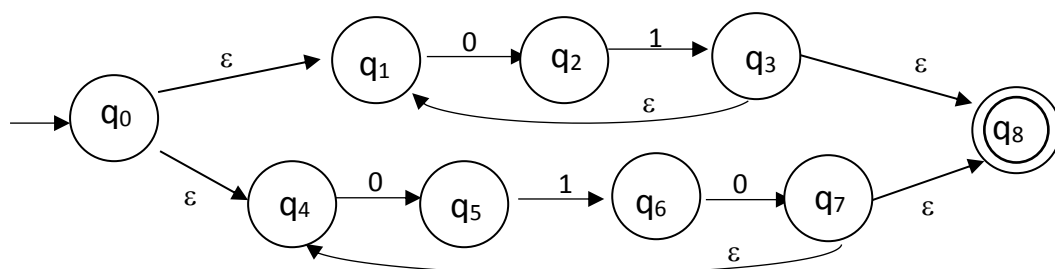 0 1
ε q₁ q₂ q₃ ε
q₀ ε q₈
ε 0 1 0
q₄ q₅ q₆ q₇ ε
ε